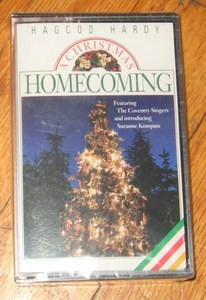 HAGOOD HARDY
A CHRISTMAS
HOMECOMING
Featuring
The Coventry Singers
and introducing
Suzanne Kompass